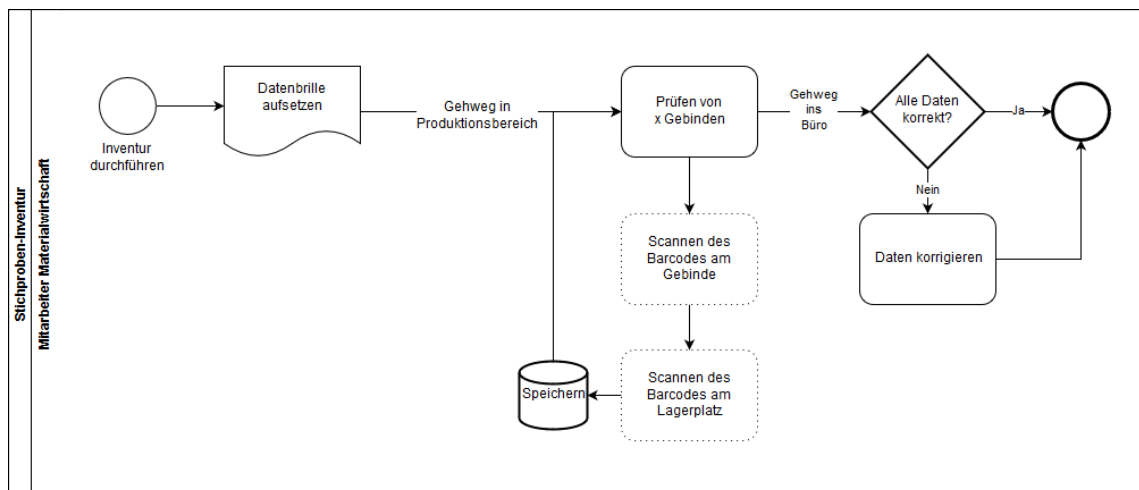 Stichproben-Inventur
Mitarbeiter Materialwirtschaft
Inventur
durchführen
Datenbrille
aufsetzen
Gehweg in
Produktionsbereich
Prüfen von
x Gebinden
Gehweg
ins
Büro
Alle Daten
korrekt?
Ja
Nein
Daten korrigieren
Scannen des
Barcodes am
Gebinde
Scannen des
Barcodes am
Lagerplatz
Speichern